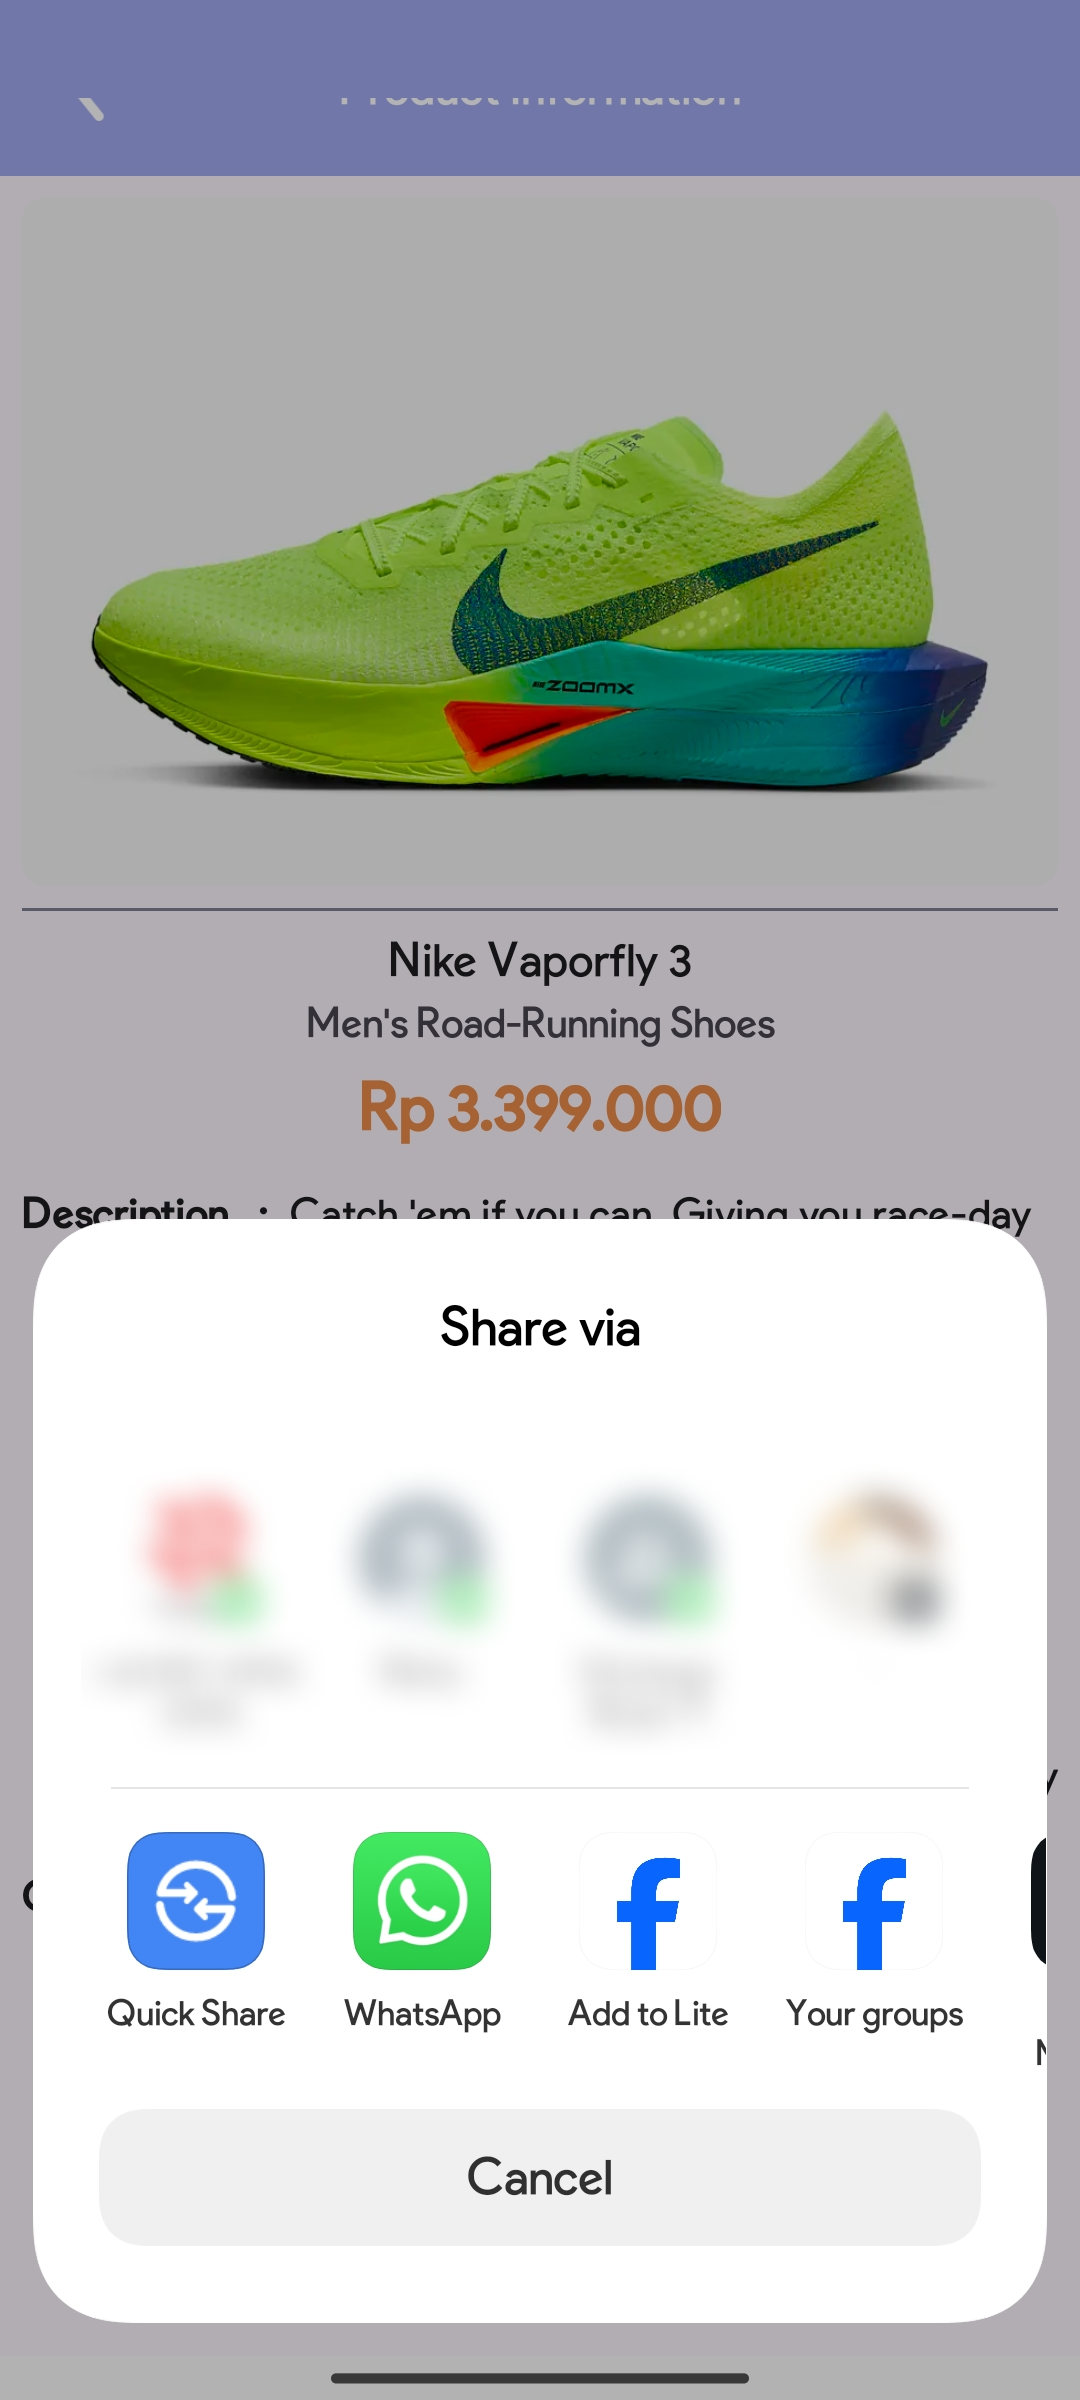 Product Information
ZOOMX
Nike Vaporfly 3
Men's Road-Running Shoes
Rp 3.399.000
Description : Catch 'em if you can. Giving you race-day
Share via
Quick Share
WhatsApp
Add to Lite
Your groups
Cancel